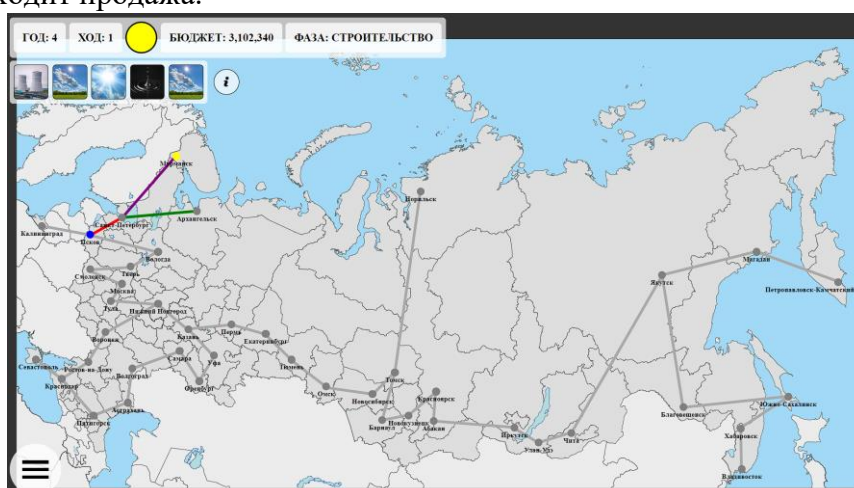 ходит продажа.
ГОД: 4 ХОД: 1 БЮДЖЕТ: 3,102,340 ФАЗА: СТРОИТЕЛЬСТВО
i
Мурманск
Норильск
Санкт-Петербург
Архангельск
Калининград
Псков
Вологда
Магадан
Смоленск
Тверь
Якутск
Москва
Петропавловск-Камчатский
Тула
Нижний Новгород
Воронеж
Казань
Пермь
Екатеринбург
Самара
Уфа
Севастополь
Ростов-на-Дону
Волгоград
Тюмень
Краснодар
Оренбург
Омск
Новосибирск
Томск
Красноярск
Астрахань
Пятигорск
Барнаул
Новокузнецк
Абакан
Иркутск
Улан-Удэ
Чита
Благовещенск
Южно-Сахалинск
Хабаровск
Владивосток